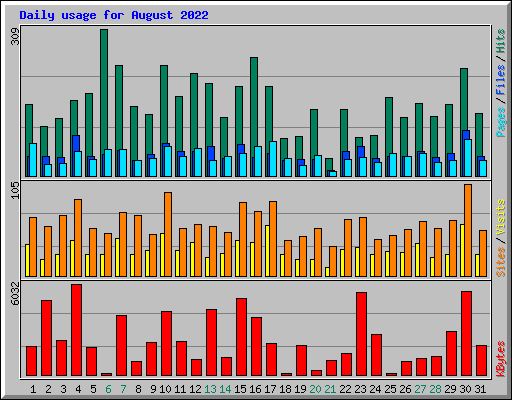 Daily usage for August 2022
309
Pages / Files / Hits
105
Sites / Visits
6032
KBytes
1 2 3 4 5 6 7 8 9 10 11 12 13 14 15 16 17 18 19 20 21 22 23 24 25 26 27 28 29 30 31